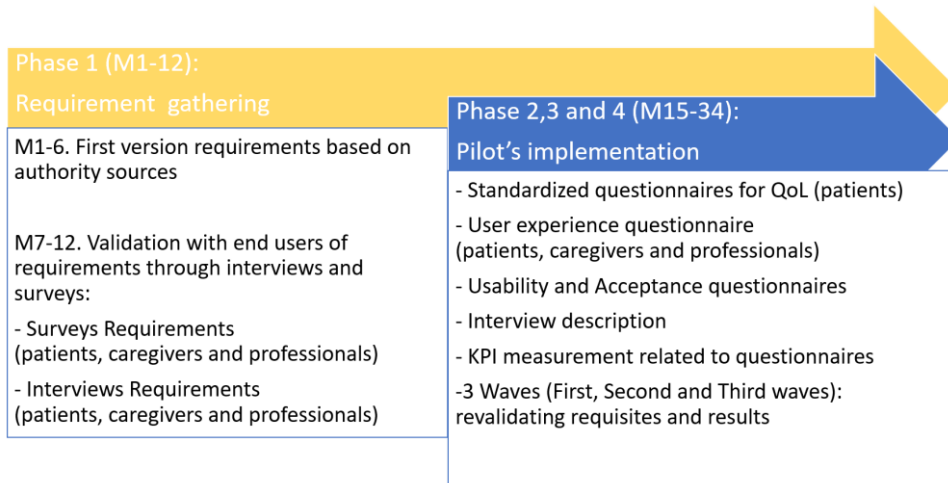 Phase 1 (M1-12):
Requirement gathering
M1-6. First version requirements based on
authority sources
M7-12. Validation with end users of
requirements through interviews and
surveys:
- Surveys Requirements
(patients, caregivers and professionals)
- Interviews Requirements
(patients, caregivers and professionals)
Phase 2,3 and 4 (M15-34):
Pilot’s implementation
- Standardized questionnaires for QoL (patients)
- User experience questionnaire
(patients, caregivers and professionals)
- Usability and Acceptance questionnaires
- Interview description
- KPI measurement related to questionnaires
-3 Waves (First, Second and Third waves):
revalidating requisites and results